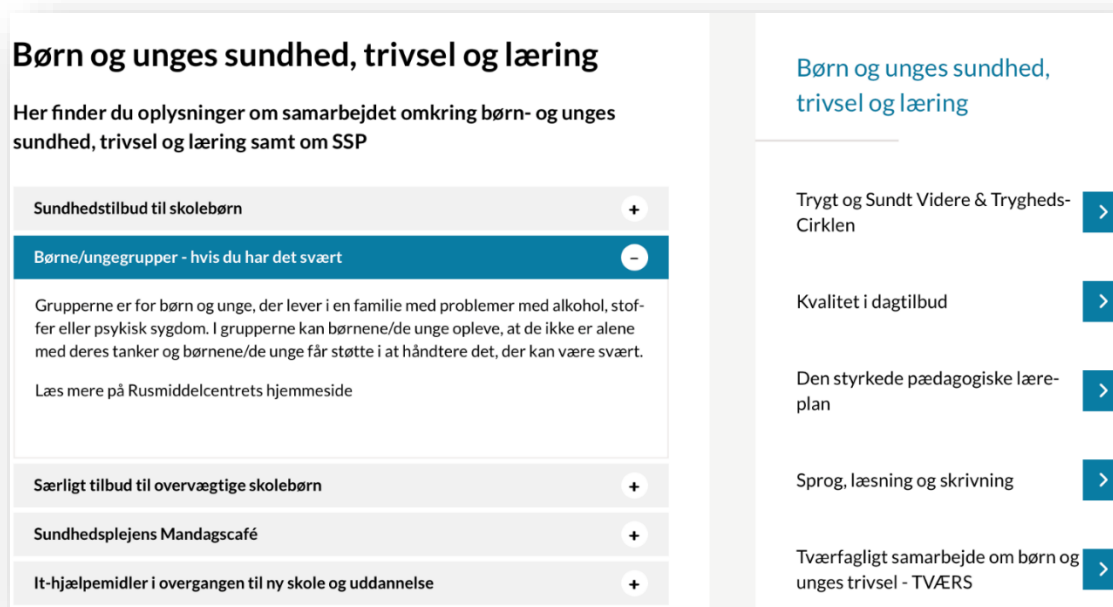 Børn og unges sundhed, trivsel og læring
Her finder du oplysninger om samarbejdet omkring børn- og unges
sundhed, trivsel og læring samt om SSP
Sundhedstilbud til skolebørn
Børne/ungegrupper - hvis du har det svært
Grupperne er for børn og unge, der lever i en familie med problemer med alkohol, stof-
fer eller psykisk sygdom. I grupperne kan børnene/de unge opleve, at de ikke er alene
med deres tanker og børnene/de unge får støtte i at håndtere det, der kan være svært.
Læs mere på Rusmiddelcentrets hjemmeside
Særligt tilbud til overvægtige skolebørn
Sundhedsplejens Mandagscafé
It-hjælpemidler i overgangen til ny skole og uddannelse
Børn og unges sundhed,
trivsel og læring
Trygt og Sundt Videre & Trygheds-
Cirklen
Kvalitet i dagtilbud
Den styrkede pædagogiske lære-
plan
Sprog, læsning og skrivning
Tværfagligt samarbejde om børn og
unges trivsel - TVÆRS